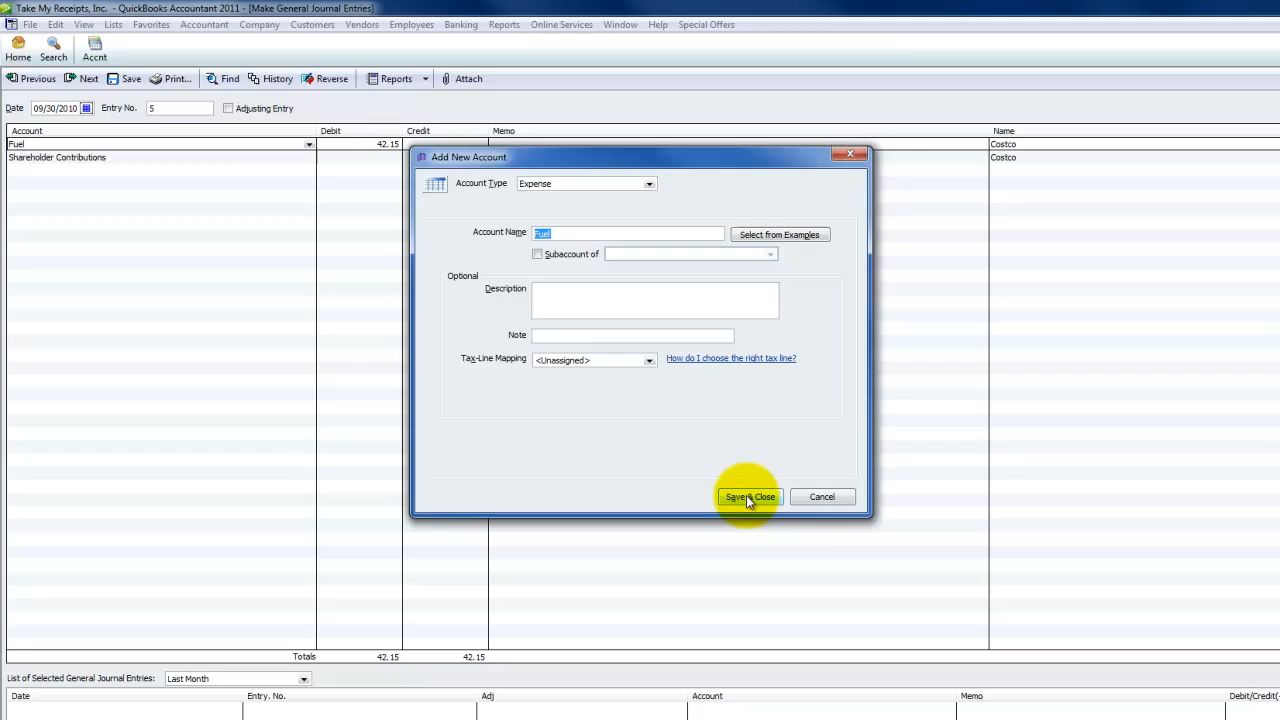 Take My Receipts, Inc. - QuickBooks Accountant 2011 - [Make General Journal Entries]
File Edit View Lists Favorites Accountant Company Customers Vendors Employees Banking Reports Online Services Window Help Special Offers
Home Search Accnt
Previous Next Save Print... Find History Reverse Reports Attach
Date 09/30/2010 Entry No. 5 Adjusting Entry
Account Debit Credit Memo Name
Fuel 42.15 Costco
Shareholder Contributions Costco
Add New Account
Account Type Expense
Account Name Fuel Select from Examples
Subaccount of
Optional
Description
Note
Tax-Line Mapping <Unassigned> How do I choose the right tax line?
Save & Close Cancel
Totals 42.15 42.15
List of Selected General Journal Entries: Last Month
Date Entry. No. Adj Account Memo Debit/Credit(-